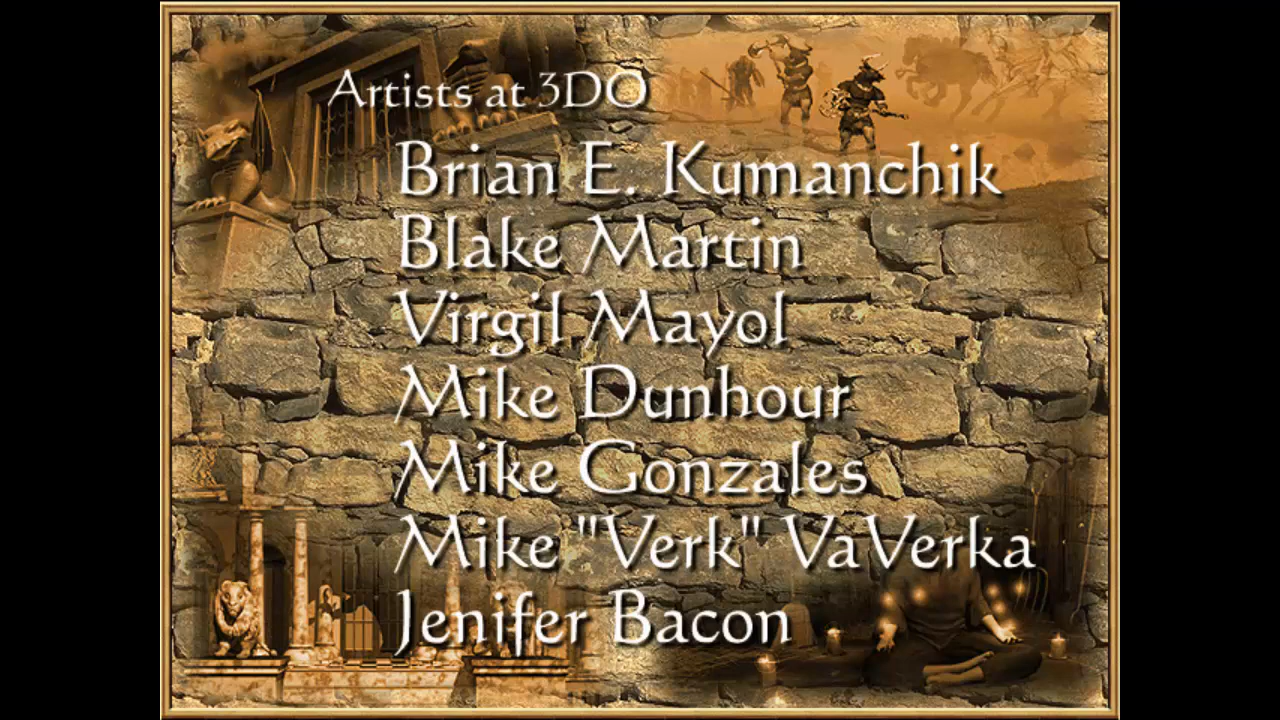 Artists at 3DO
Brian E. Kumanchik
Blake Martin
Virgil Mayol
Mike Dunhour
Mike Gonzales
Mike "Verk" VaVerka
Jenifer Bacon